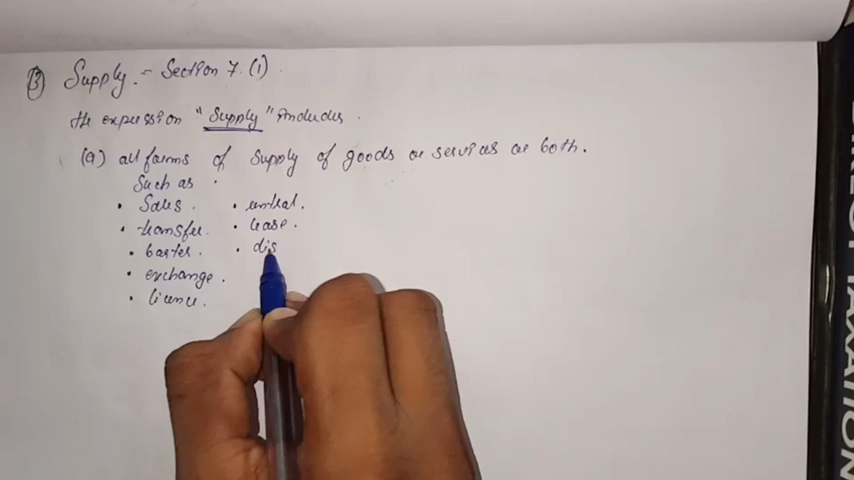 (3) Supply :- Section 7.(1).
the expression "Supply" includes.
(a) all forms of Supply of goods or services or both.
Such as
• Sales. • rental.
• transfer. • lease.
• barter. • dis
• exchange.
• licence.
TAXATION